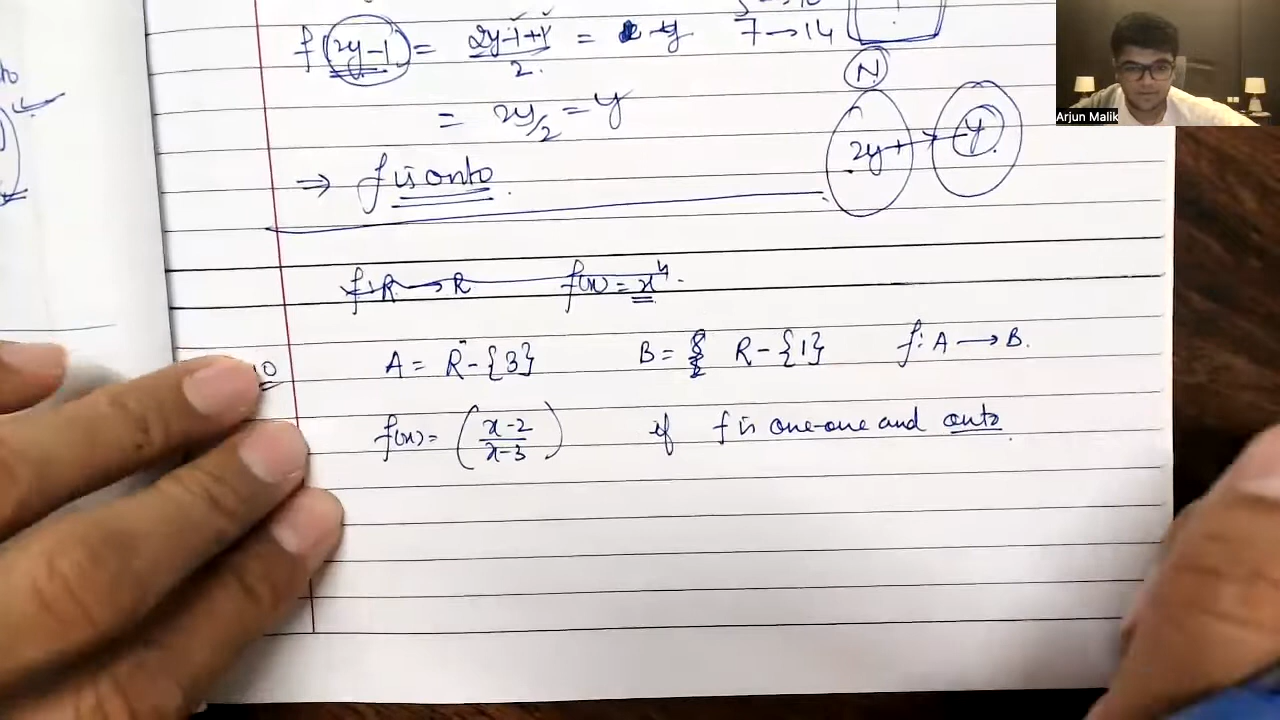 f(2y-1) = 2y-1+1/2. = y 7→14
N
= 2y/2 = y
2y+ y
⇒ f is onto.
f: R → R f(x) = x⁴.
10 A = R-{3} B = R-{1} f: A → B.
f(x) = (x-2/x-3) if f is one-one and onto.
Arjun Malik